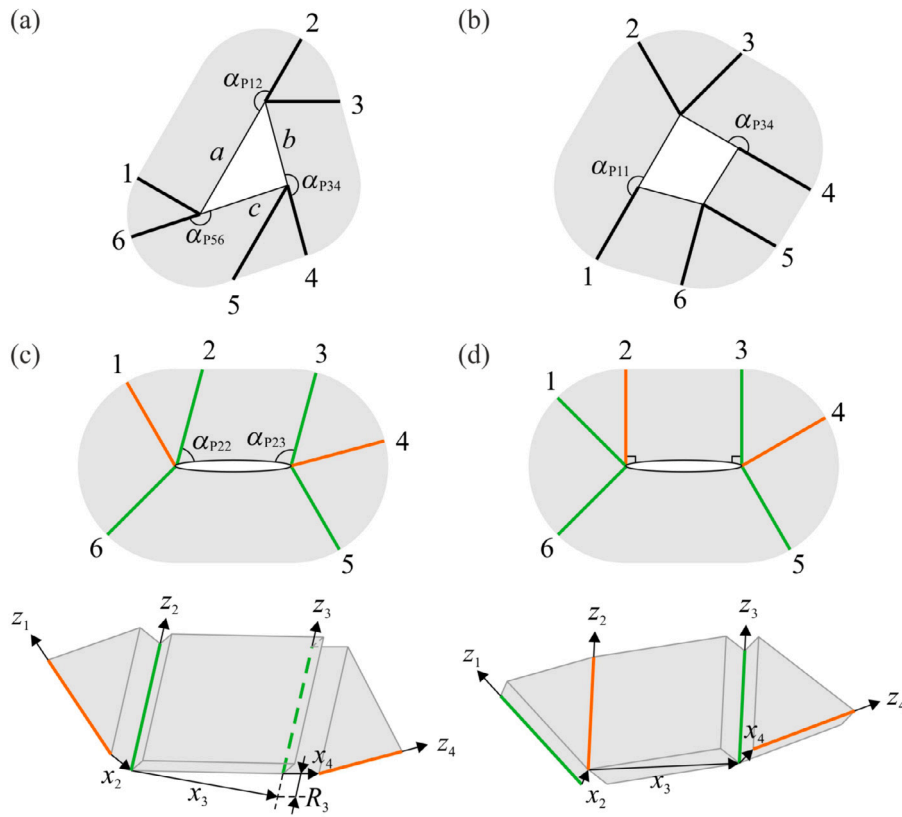 (a)
2
α_P12
3
a
b
1
α_P34
c
6
α_P56
4
5
(b)
2
3
α_P34
α_P11
4
5
1
6
(c)
1
2
3
α_P22
α_P23
4
6
5
z_1
z_2
z_3
x_4
z_4
x_2
x_3
R_3
(d)
2
3
1
4
6
5
z_2
z_3
z_1
x_4
z_4
x_2
x_3